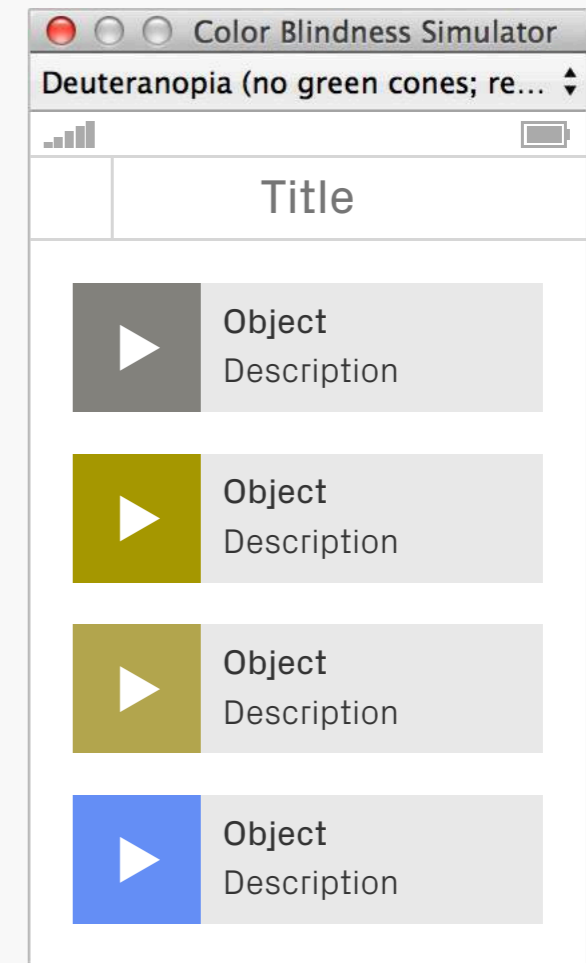 Color Blindness Simulator
Deuteranopia (no green cones; re...
Title
Object
Description
Object
Description
Object
Description
Object
Description